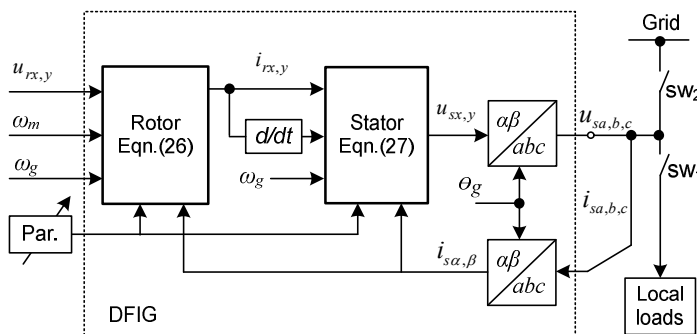 Grid
SW2
u_{rx,y}
ω_m
ω_g
Rotor
Eqn.(26)
i_{rx,y}
d/dt
ω_g
Stator
Eqn.(27)
u_{sx,y}
αβ
abc
u_{sa,b,c}
SW
θ_g
i_{sa,b,c}
Par.
i_{sα,β}
αβ
abc
DFIG
Local
loads